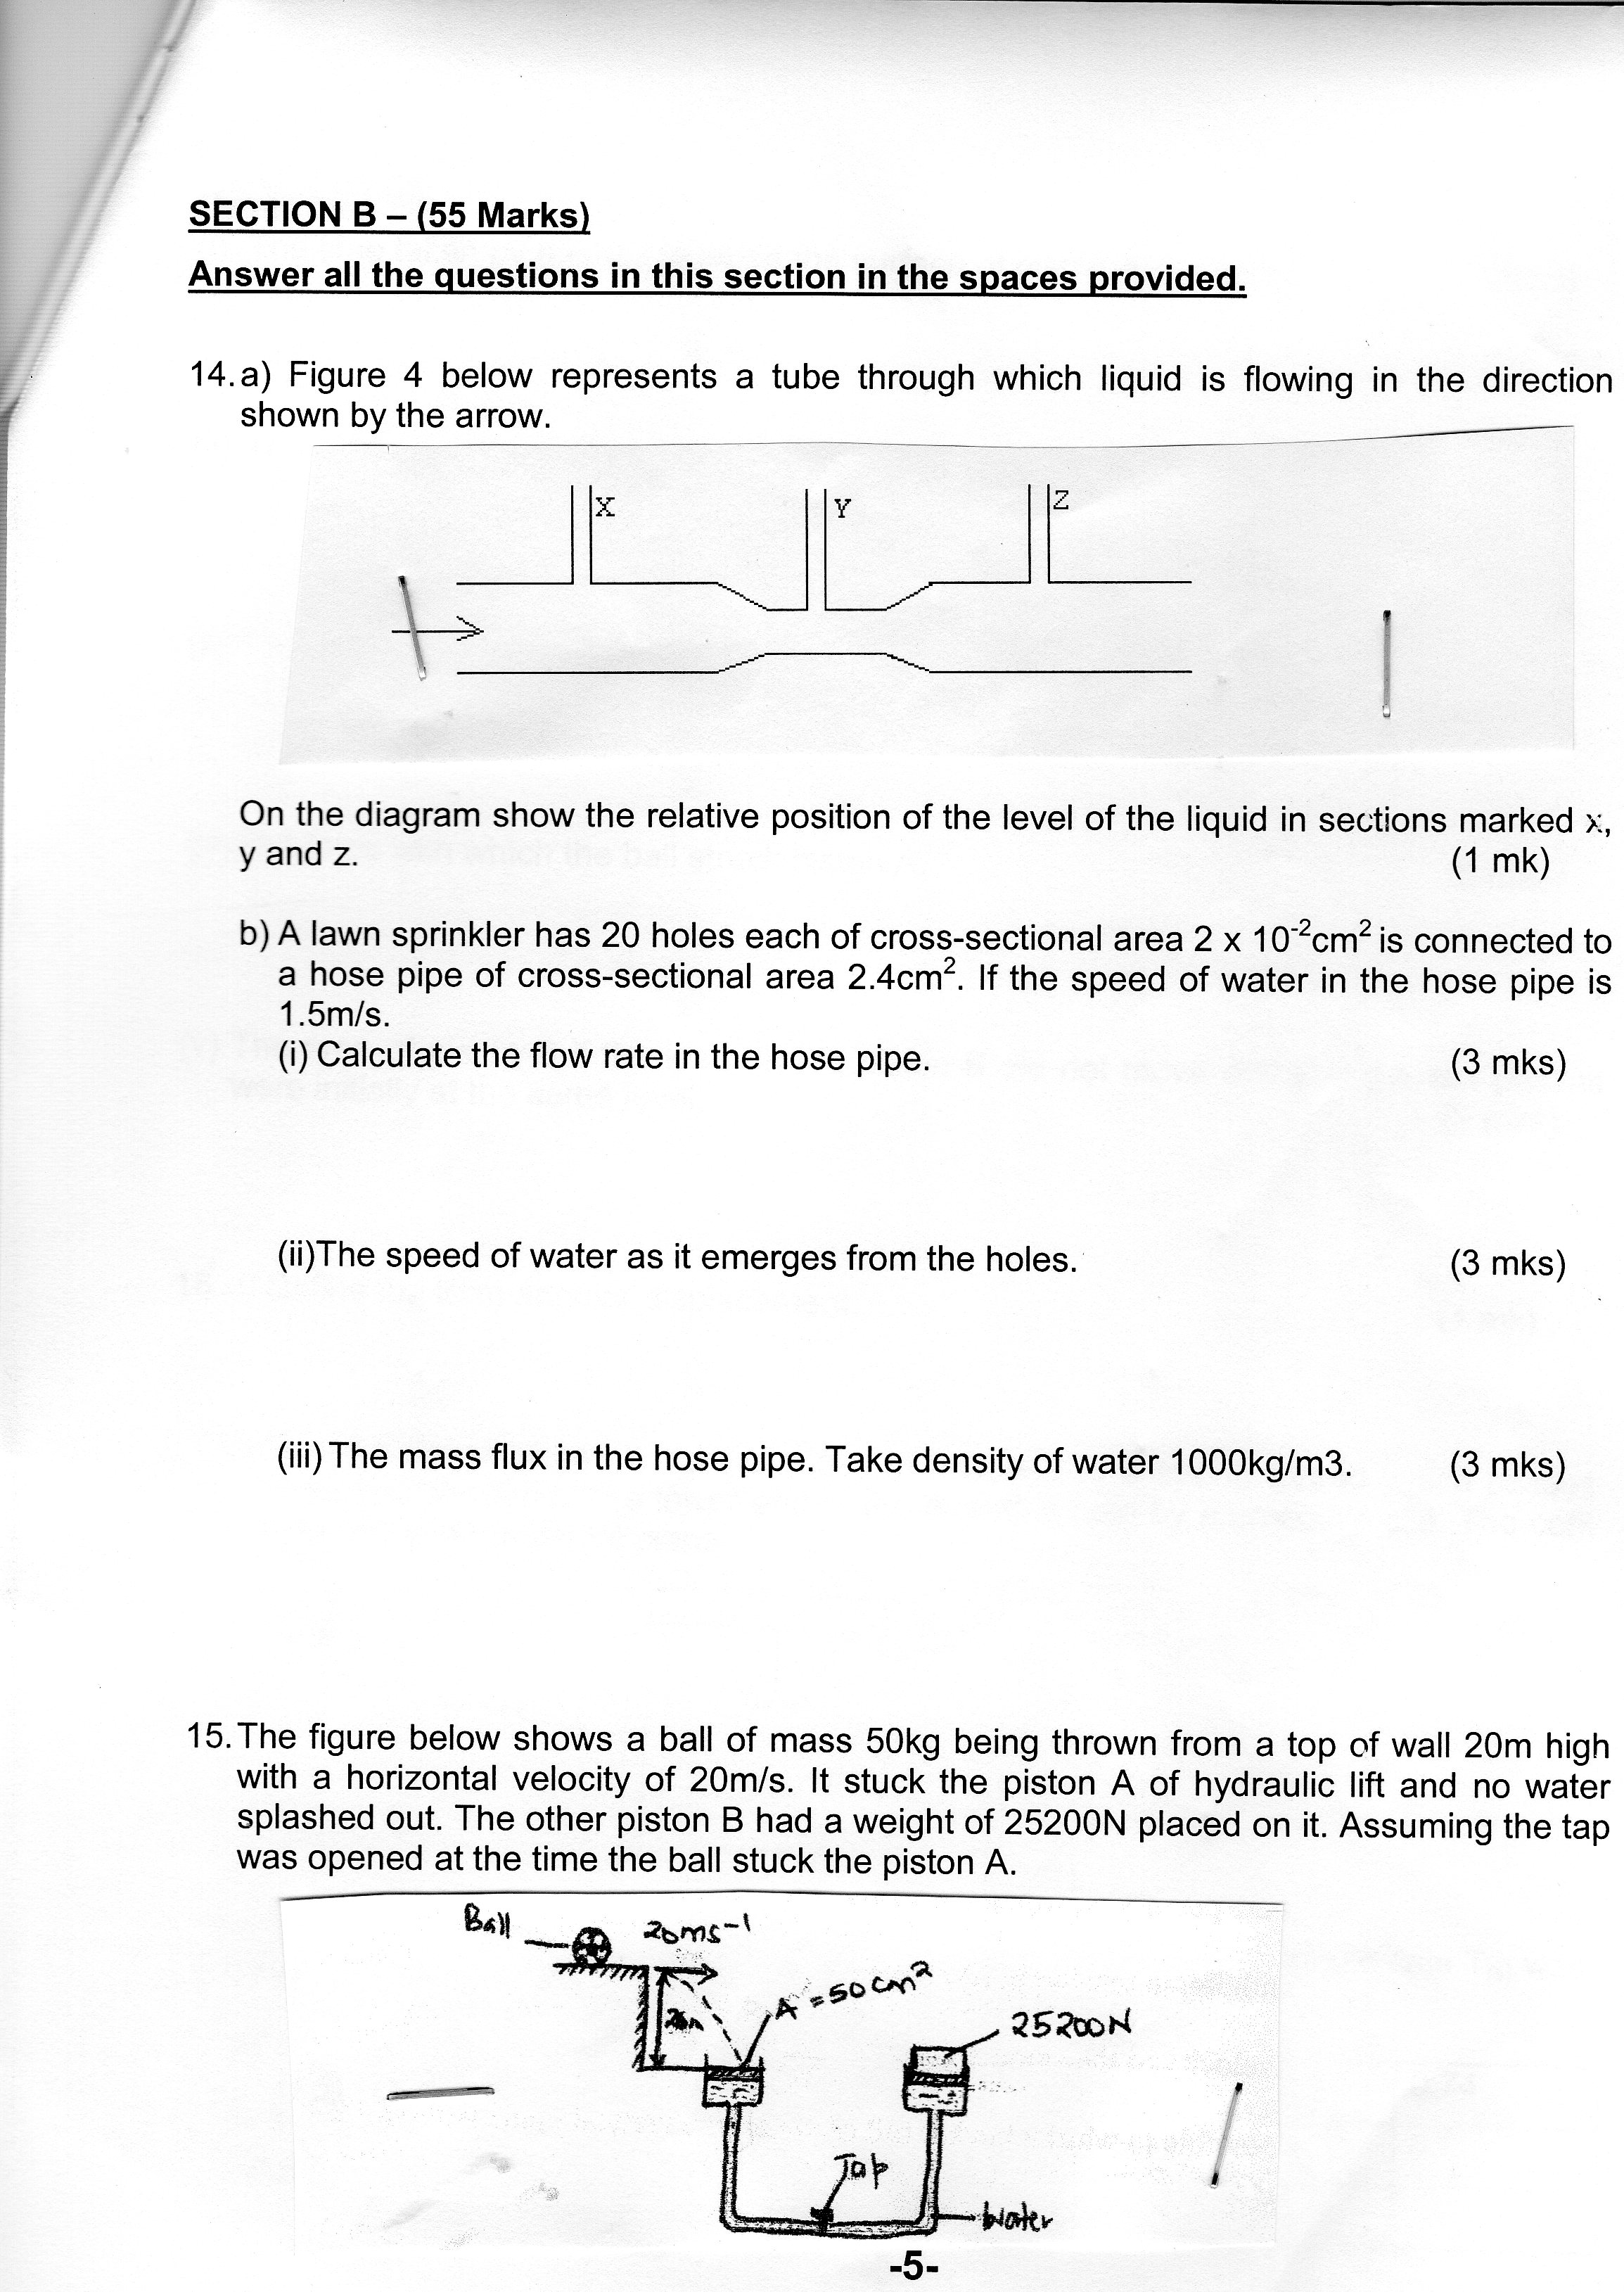 SECTION B – (55 Marks)
Answer all the questions in this section in the spaces provided.
14. a) Figure 4 below represents a tube through which liquid is flowing in the direction
shown by the arrow.
X Y Z
On the diagram show the relative position of the level of the liquid in sections marked x,
y and z. (1 mk)
b) A lawn sprinkler has 20 holes each of cross-sectional area 2 x 10⁻²cm² is connected to
a hose pipe of cross-sectional area 2.4cm². If the speed of water in the hose pipe is
1.5m/s.
(i) Calculate the flow rate in the hose pipe. (3 mks)
(ii)The speed of water as it emerges from the holes. (3 mks)
(iii) The mass flux in the hose pipe. Take density of water 1000kg/m3. (3 mks)
15. The figure below shows a ball of mass 50kg being thrown from a top of wall 20m high
with a horizontal velocity of 20m/s. It stuck the piston A of hydraulic lift and no water
splashed out. The other piston B had a weight of 25200N placed on it. Assuming the tap
was opened at the time the ball stuck the piston A.
Ball 20ms⁻¹
A = 50cm²
25200N
Tap
Water
-5-